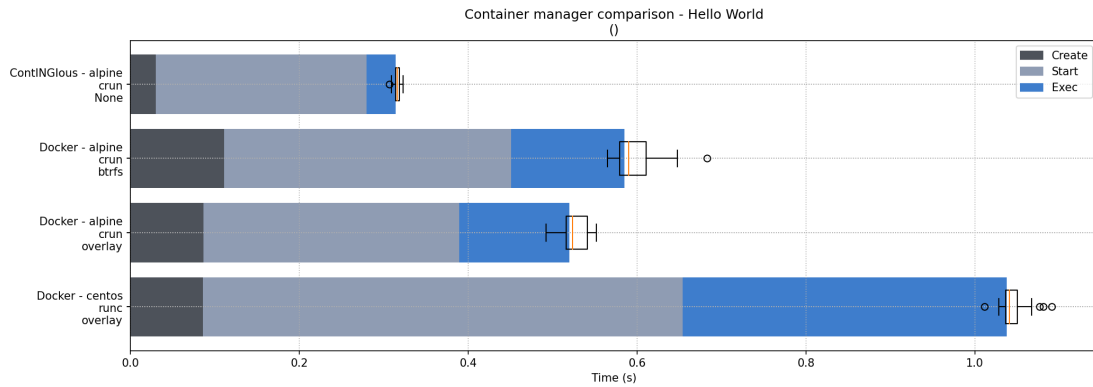 Container manager comparison - Hello World
()
ContINGIous - alpine
crun
None
Docker - alpine
crun
btrfs
Docker - alpine
crun
overlay
Docker - centos
runc
overlay
Create
Start
Exec
0.0
0.2
0.4
0.6
0.8
1.0
Time (s)